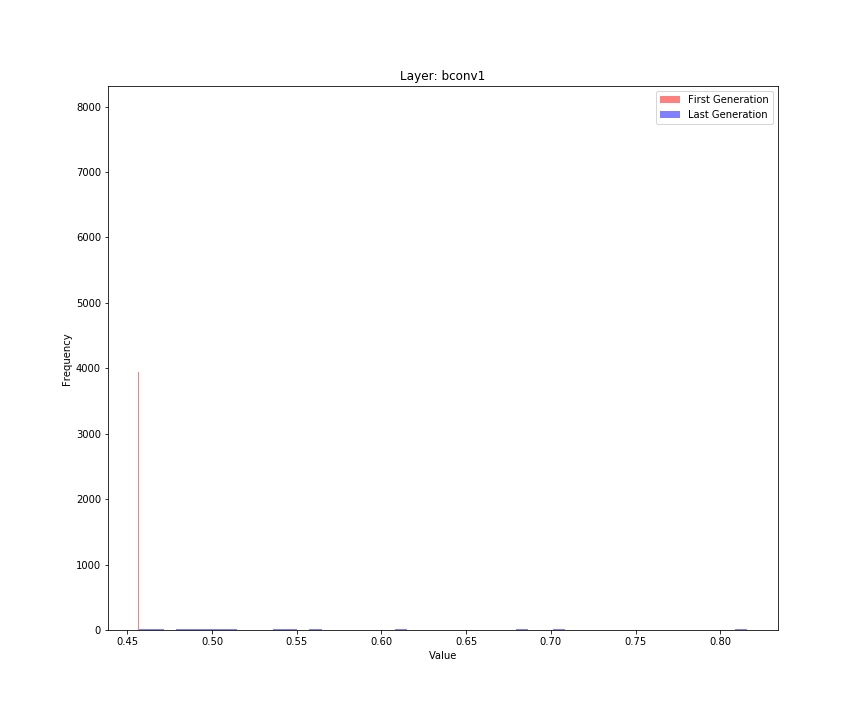 Layer: bconv1
First Generation
Last Generation
8000
7000
6000
5000
4000
3000
2000
1000
0
Frequency
0.45 0.50 0.55 0.60 0.65 0.70 0.75 0.80
Value